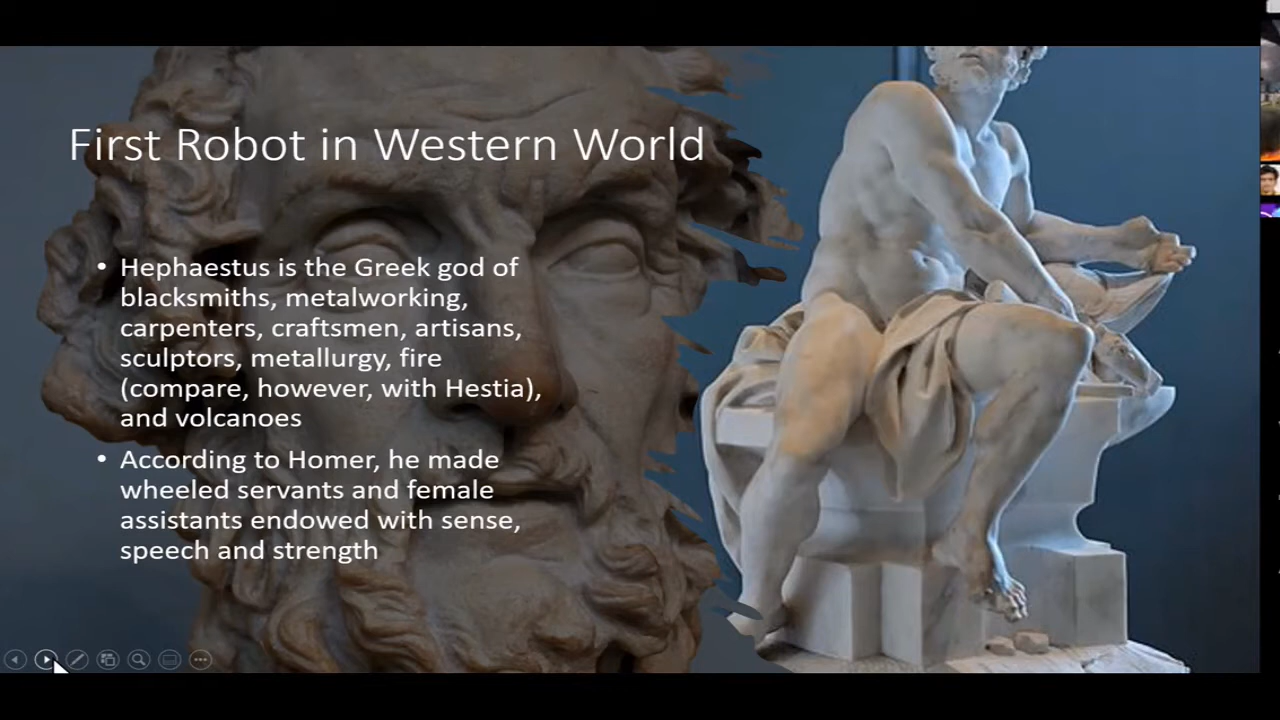 First Robot in Western World
• Hephaestus is the Greek god of
blacksmiths, metalworking,
carpenters, craftsmen, artisans,
sculptors, metallurgy, fire
(compare, however, with Hestia),
and volcanoes
• According to Homer, he made
wheeled servants and female
assistants endowed with sense,
speech and strength